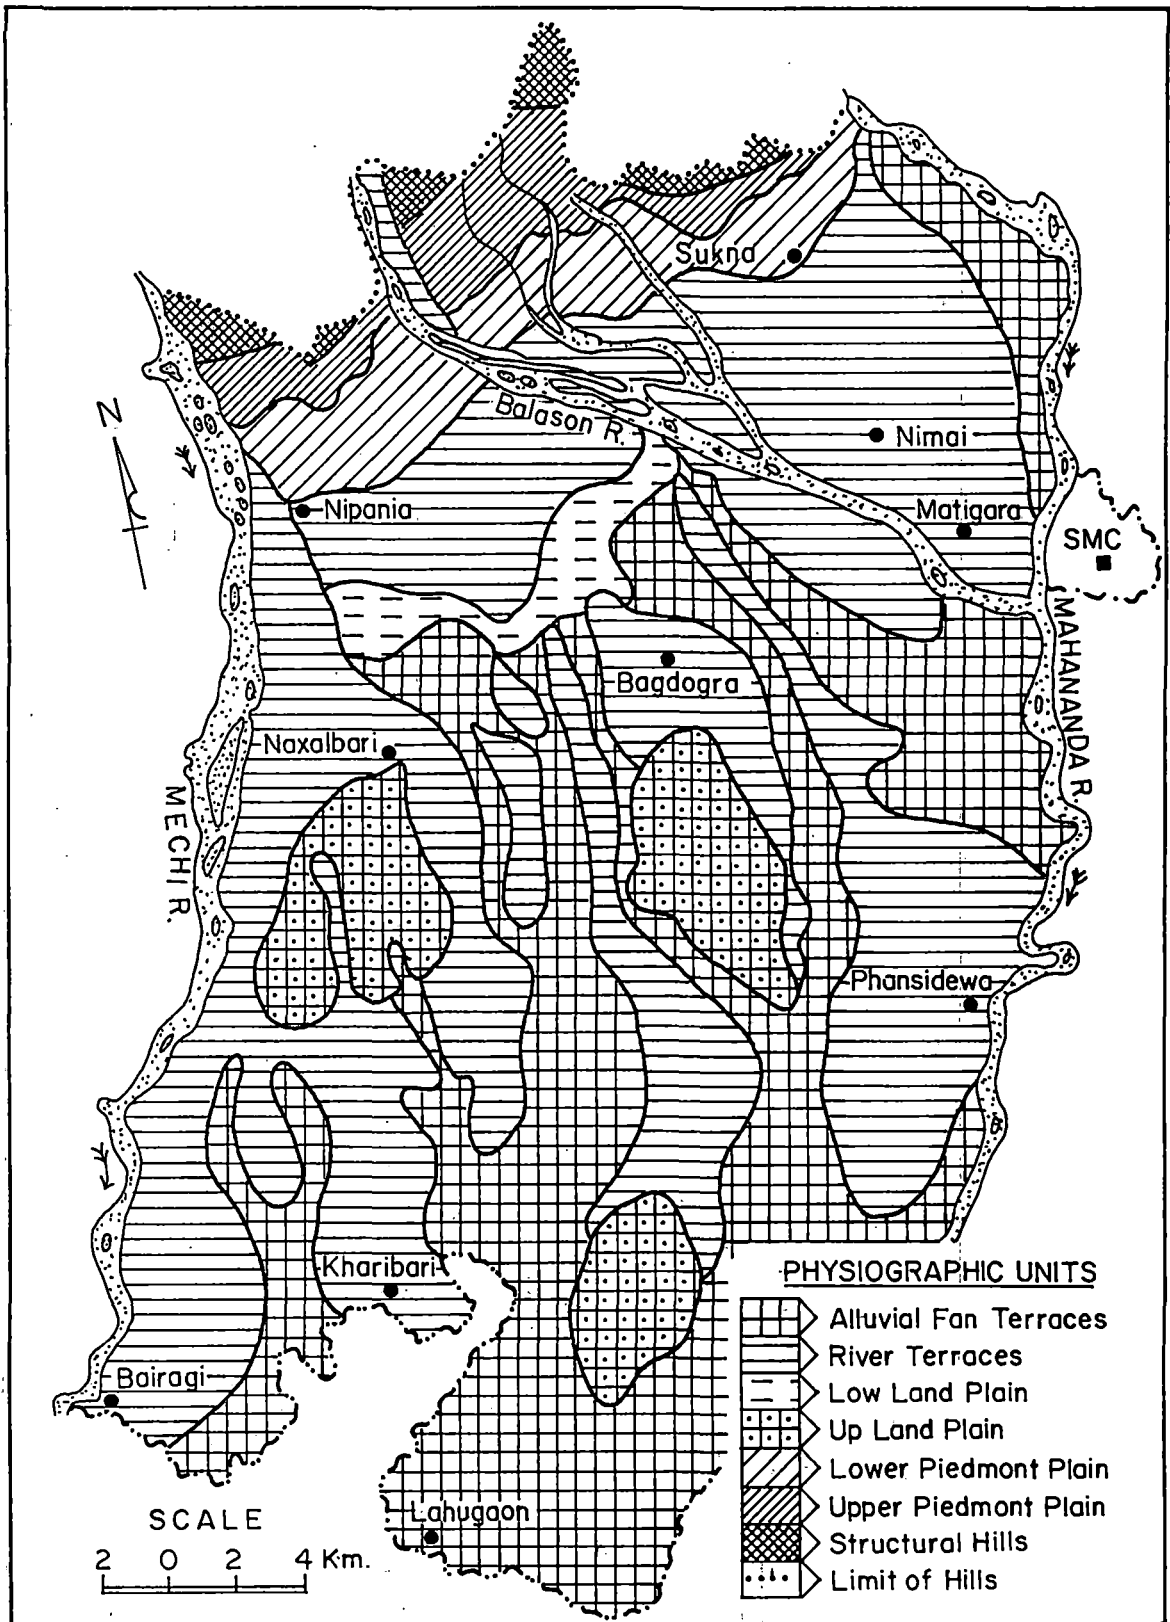 Sukna
N
Balason R.
Nimai
Nipania
Matigara
SMC
MAHANANDA R.
Bagdogra
Naxalbari
MECHI R.
Phansidewa
Kharibari
Bairagi
Lahugaon
PHYSIOGRAPHIC UNITS
Alluvial Fan Terraces
River Terraces
Low Land Plain
Up Land Plain
Lower Piedmont Plain
Upper Piedmont Plain
Structural Hills
Limit of Hills
SCALE
2 0 2 4 Km.